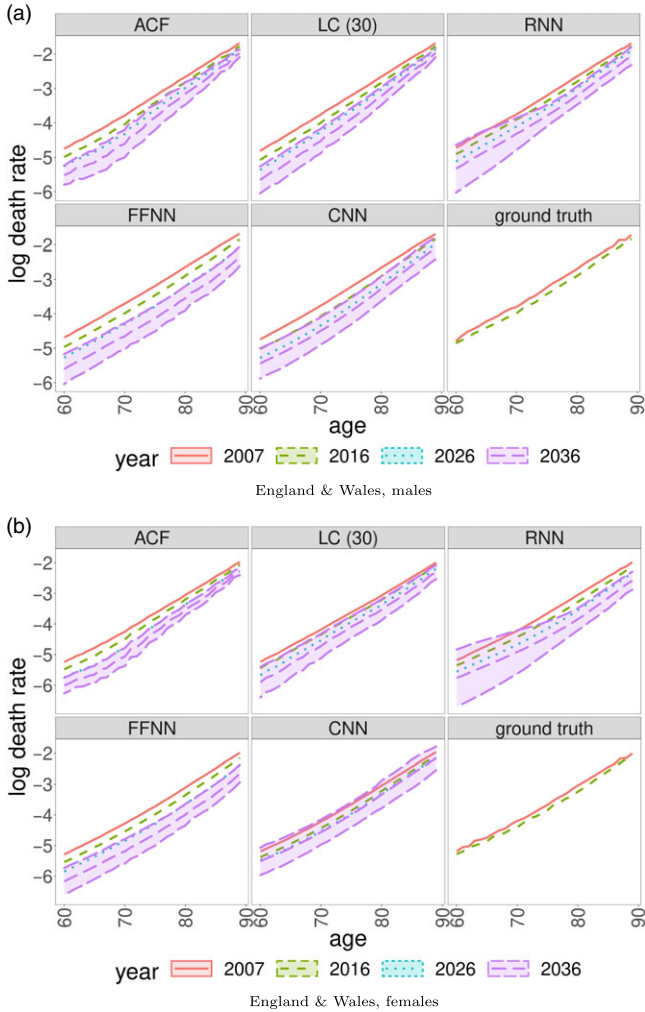 (a)
ACF LC (30) RNN
−2
−3
−4
−5
−6
FFNN CNN ground truth
−2
−3
−4
−5
−6
log death rate
60 70 80 90 60 70 80 90 60 70 80 90
age
year 2007 2016 2026 2036
England & Wales, males
(b)
ACF LC (30) RNN
−2
−3
−4
−5
−6
FFNN CNN ground truth
−2
−3
−4
−5
−6
log death rate
60 70 80 90 60 70 80 90 60 70 80 90
age
year 2007 2016 2026 2036
England & Wales, females